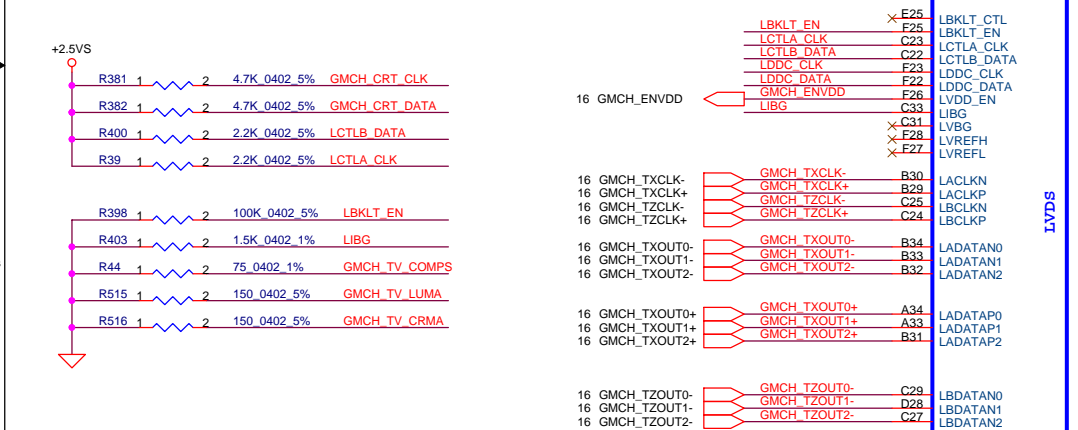 +2.5VS
R381 1 2 4.7K_0402_5% GMCH_CRT_CLK
R382 1 2 4.7K_0402_5% GMCH_CRT_DATA
R400 1 2 2.2K_0402_5% LCTLB_DATA
R39 1 2 2.2K_0402_5% LCTLA_CLK
R398 1 2 100K_0402_5% LBKLT_EN
R403 1 2 1.5K_0402_1% LIBG
R44 1 2 75_0402_1% GMCH_TV_COMPS
R515 1 2 150_0402_5% GMCH_TV_LUMA
R516 1 2 150_0402_5% GMCH_TV_CRMA
E25 LBKLT_CTL
LBKLT_EN F25 LBKLT_EN
LCTLA_CLK C23 LCTLA_CLK
LCTLB_DATA C22 LCTLB_DATA
LDDC_CLK F23 LDDC_CLK
LDDC_DATA F22 LDDC_DATA
16 GMCH_ENVDD GMCH_ENVDD F26 LVDD_EN
LIBG C33 LIBG
C31 LVBG
F28 LVREFH
F27 LVREFL
16 GMCH_TXCLK- GMCH_TXCLK- B30 LACLKN
16 GMCH_TXCLK+ GMCH_TXCLK+ B29 LACLKP
16 GMCH_TZCLK- GMCH_TZCLK- C25 LBCLKN
16 GMCH_TZCLK+ GMCH_TZCLK+ C24 LBCLKP
16 GMCH_TXOUT0- GMCH_TXOUT0- B34 LADATAN0
16 GMCH_TXOUT1- GMCH_TXOUT1- B33 LADATAN1
16 GMCH_TXOUT2- GMCH_TXOUT2- B32 LADATAN2
16 GMCH_TXOUT0+ GMCH_TXOUT0+ A34 LADATAP0
16 GMCH_TXOUT1+ GMCH_TXOUT1+ A33 LADATAP1
16 GMCH_TXOUT2+ GMCH_TXOUT2+ B31 LADATAP2
16 GMCH_TZOUT0- GMCH_TZOUT0- C29 LBDATAN0
16 GMCH_TZOUT1- GMCH_TZOUT1- D28 LBDATAN1
16 GMCH_TZOUT2- GMCH_TZOUT2- C27 LBDATAN2
LVDS